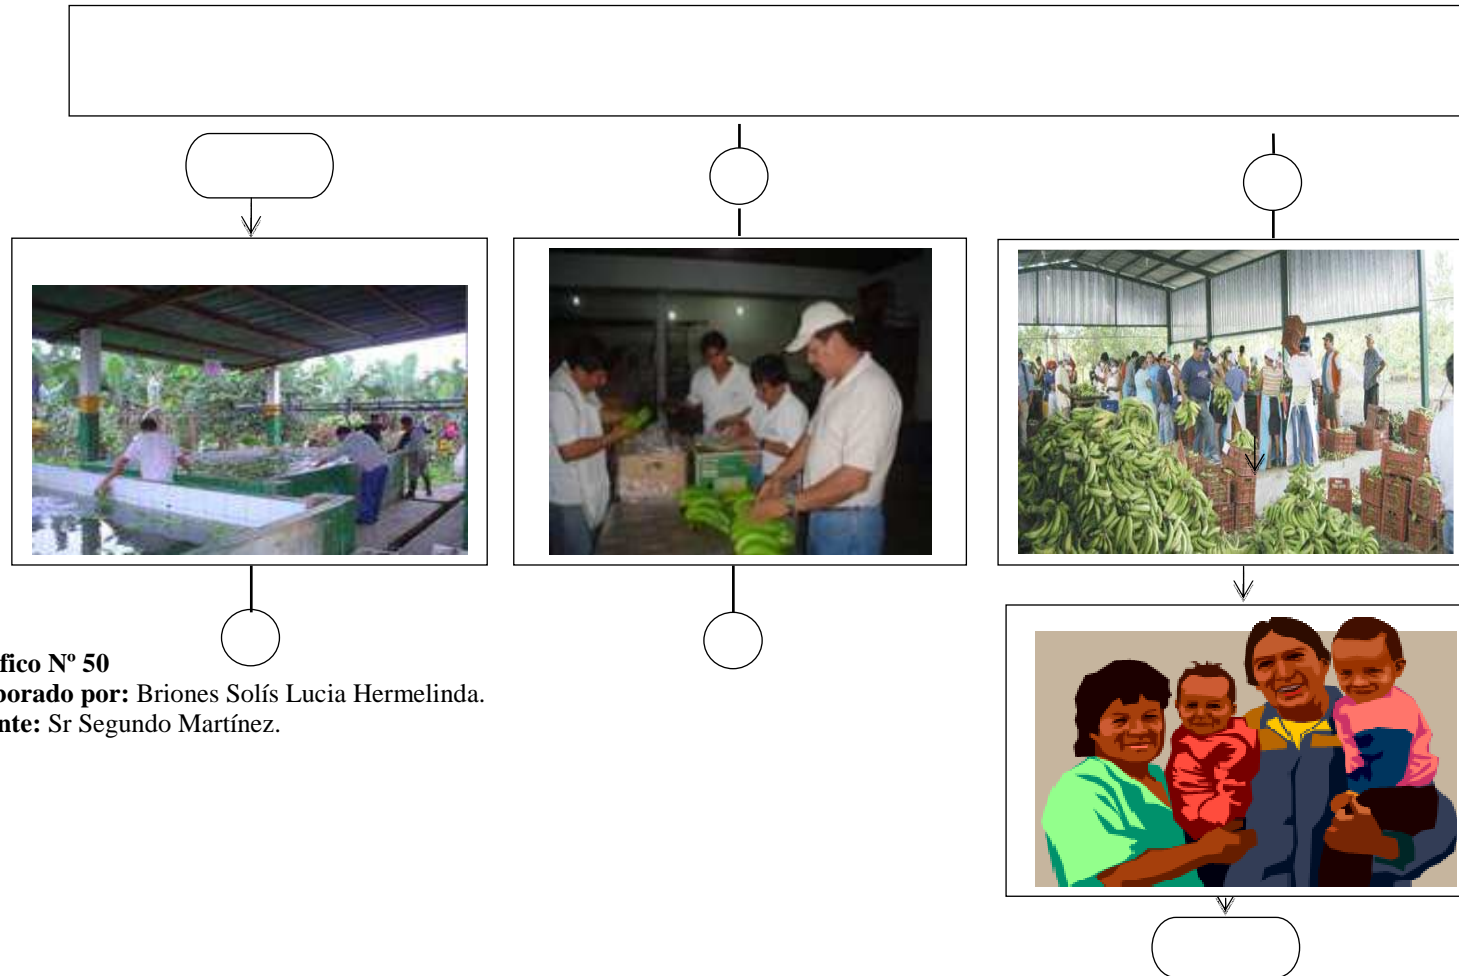 fico Nº 50
borado por: Briones Solís Lucia Hermelinda.
nte: Sr Segundo Martínez.